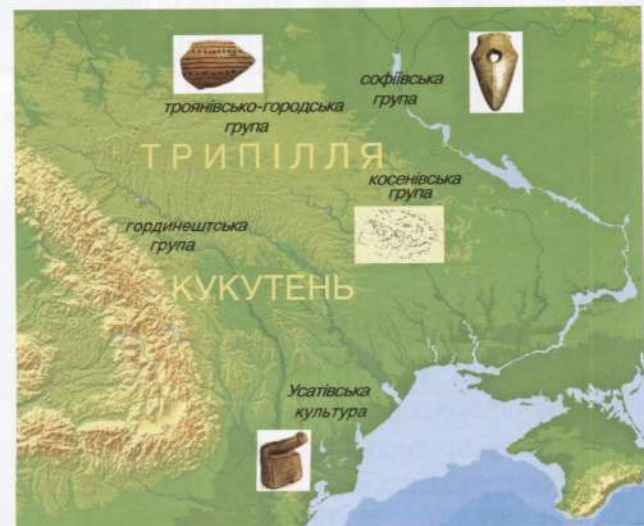 софіївська
група
троянівсько-городська
група
ТРИПІЛЛЯ
косенівська
група
гординештська
група
КУКУТЕНЬ
Усатівська
культура